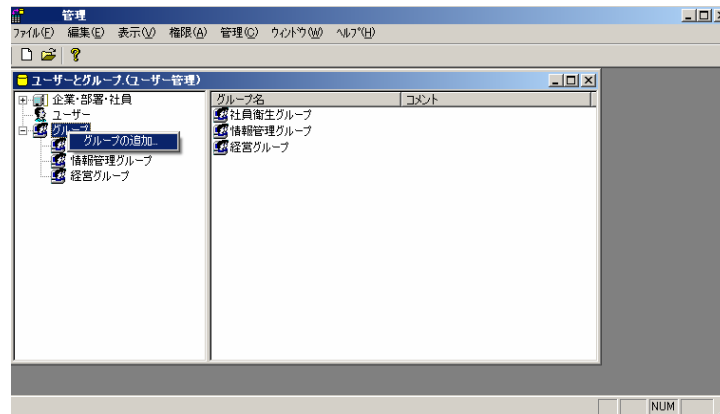 管理
ファイル(F) 編集(E) 表示(V) 権限(A) 管理(C) ウィンドウ(W) ヘルプ(H)
ユーザーとグループ.(ユーザー管理)
企業・部署・社員
ユーザー
グループ
グループの追加...
情報管理グループ
経営グループ
グループ名 コメント
社員衛生グループ
情報管理グループ
経営グループ
NUM